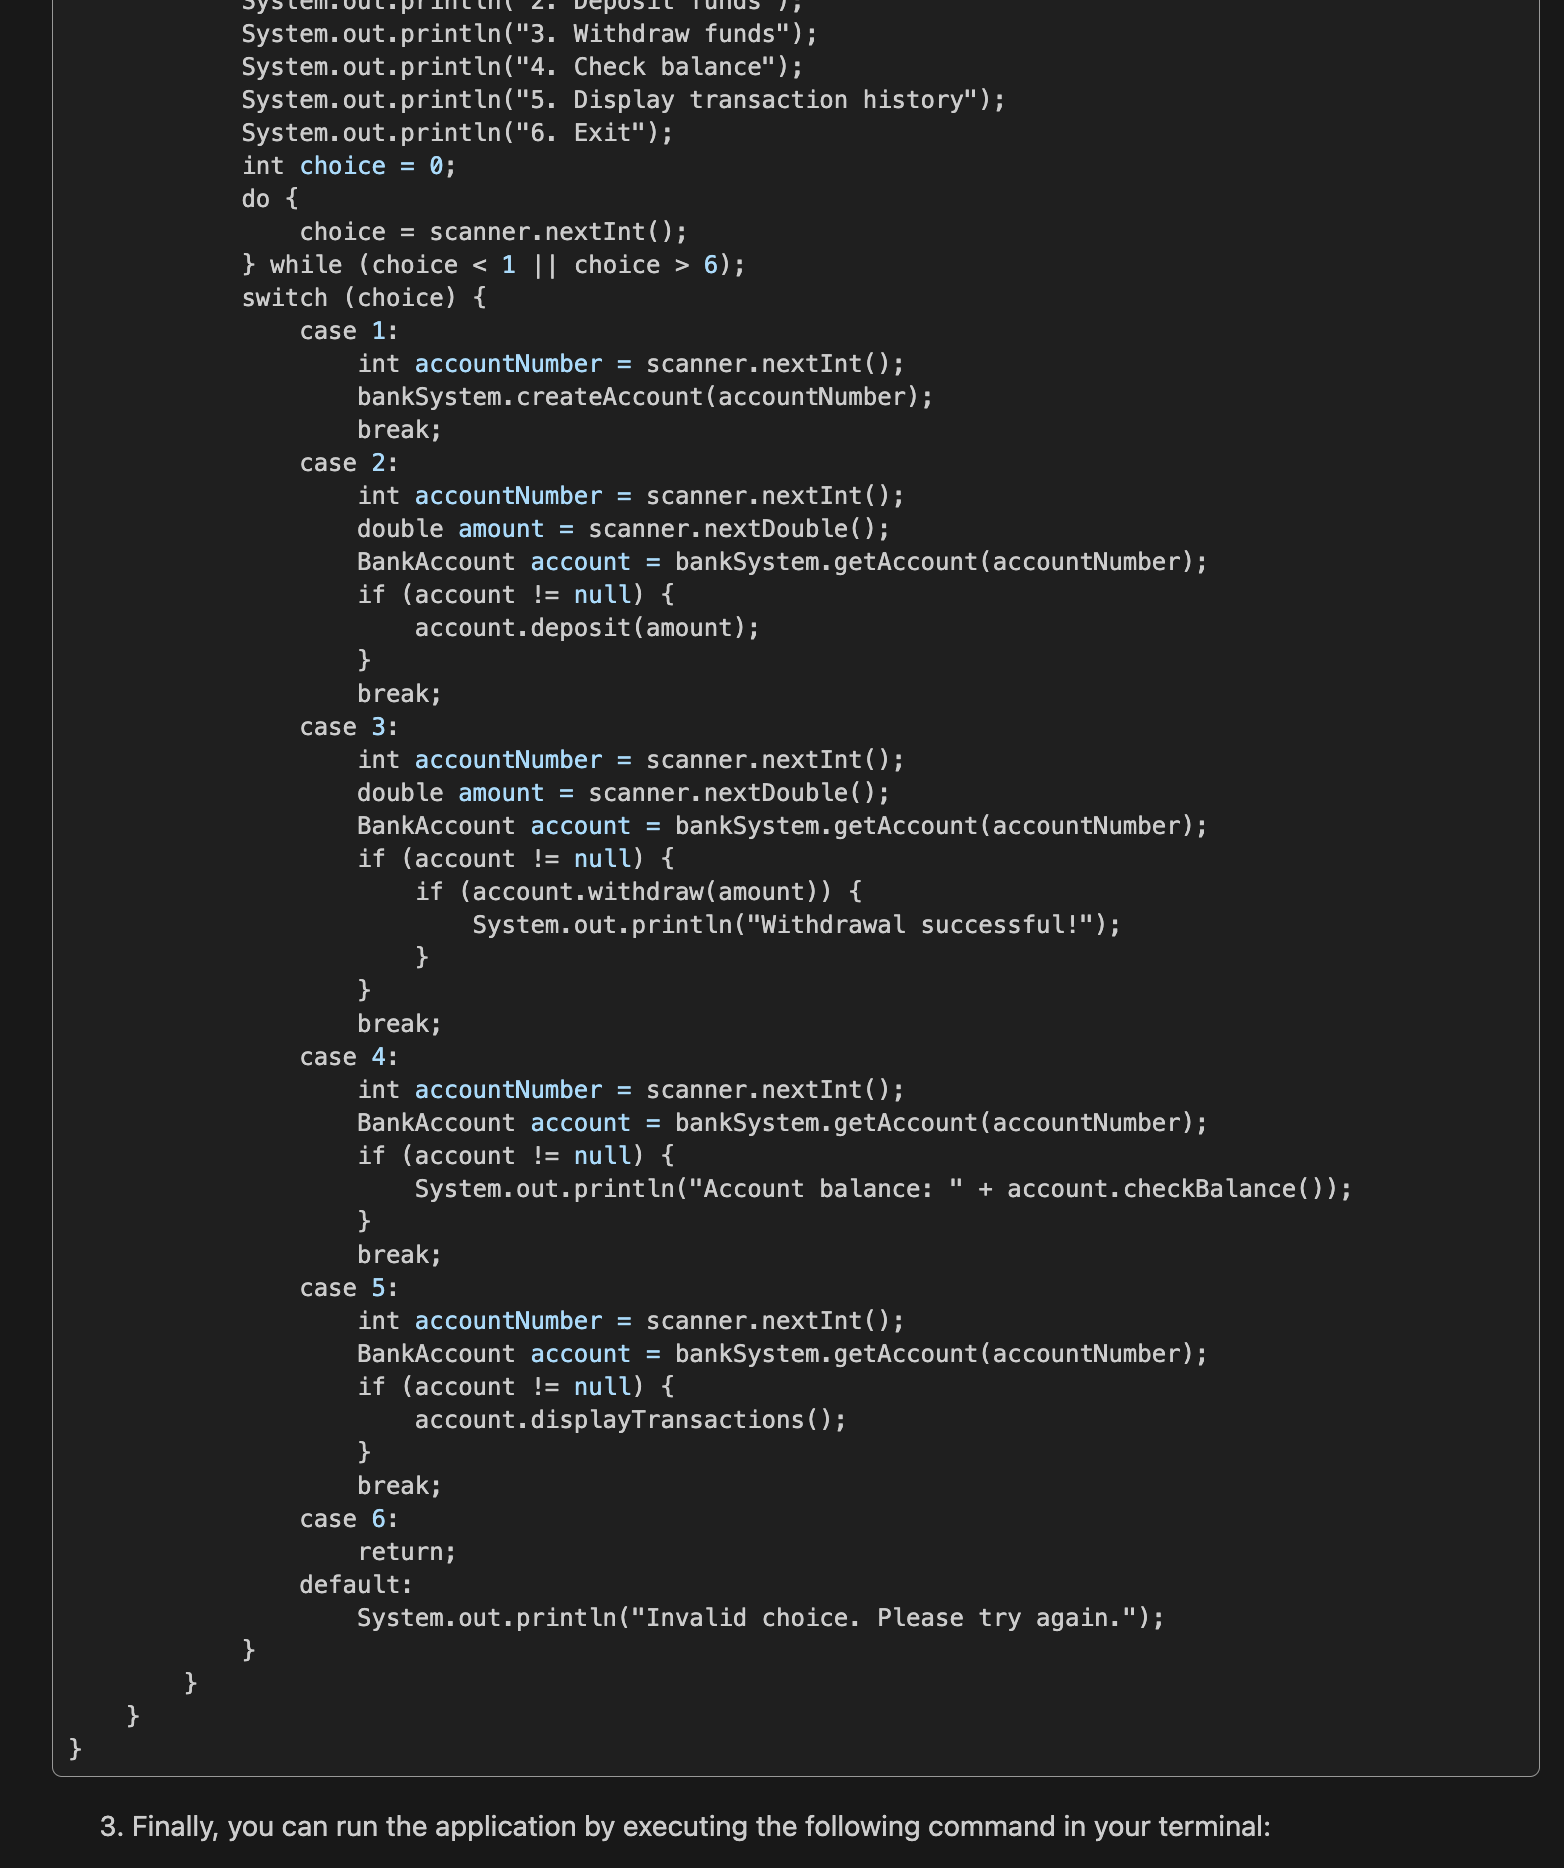 System.out.println("2. Deposit funds");
System.out.println("3. Withdraw funds");
System.out.println("4. Check balance");
System.out.println("5. Display transaction history");
System.out.println("6. Exit");
int choice = 0;
do {
choice = scanner.nextInt();
} while (choice < 1 || choice > 6);
switch (choice) {
case 1:
int accountNumber = scanner.nextInt();
bankSystem.createAccount(accountNumber);
break;
case 2:
int accountNumber = scanner.nextInt();
double amount = scanner.nextDouble();
BankAccount account = bankSystem.getAccount(accountNumber);
if (account != null) {
account.deposit(amount);
}
break;
case 3:
int accountNumber = scanner.nextInt();
double amount = scanner.nextDouble();
BankAccount account = bankSystem.getAccount(accountNumber);
if (account != null) {
if (account.withdraw(amount)) {
System.out.println("Withdrawal successful!");
}
}
break;
case 4:
int accountNumber = scanner.nextInt();
BankAccount account = bankSystem.getAccount(accountNumber);
if (account != null) {
System.out.println("Account balance: " + account.checkBalance());
}
break;
case 5:
int accountNumber = scanner.nextInt();
BankAccount account = bankSystem.getAccount(accountNumber);
if (account != null) {
account.displayTransactions();
}
break;
case 6:
return;
default:
System.out.println("Invalid choice. Please try again.");
}
}
}
}
3. Finally, you can run the application by executing the following command in your terminal: